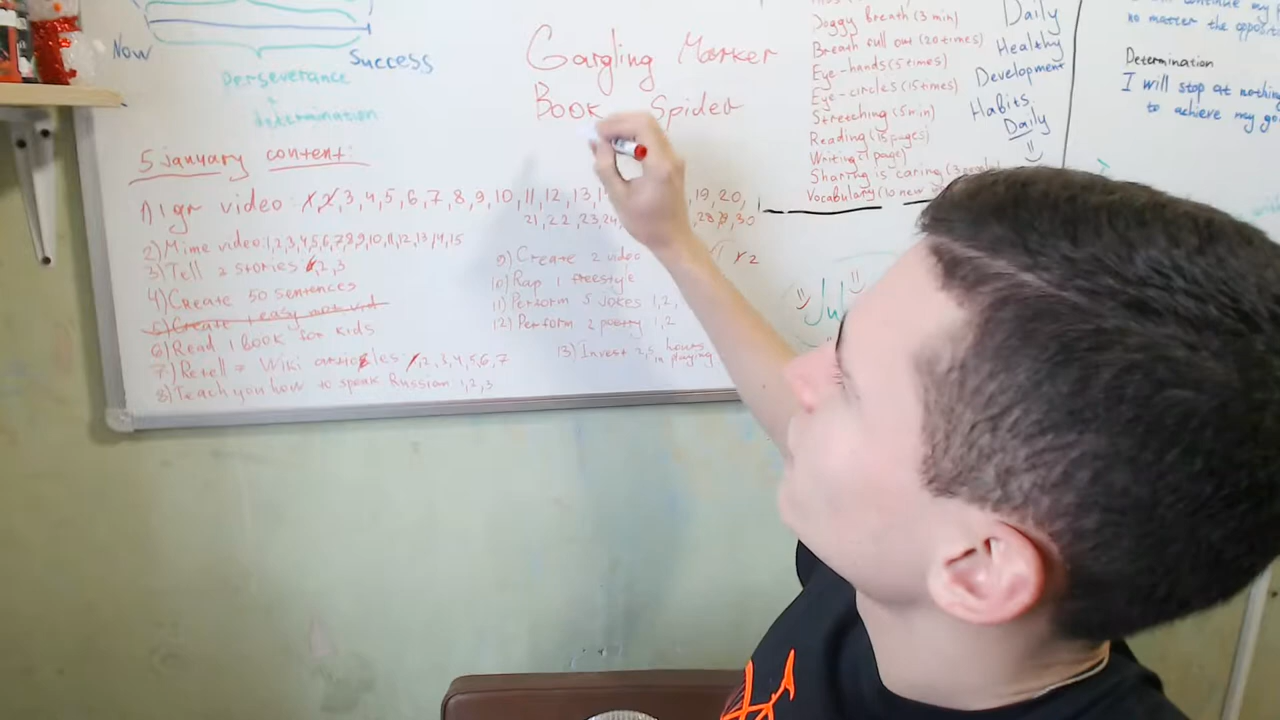 Now
Success
Perseverance
+
determination
Gargling Marker
Book Spider
5 january content:
1) 1 gr video: 1, 2, 3, 4, 5, 6, 7, 8, 9, 10, 11, 12, 13, 19, 20,
21, 22, 23, 24, 28, 29, 30
2) Mime video: 1, 2, 3, 4, 5, 6, 7, 8, 9, 10, 11, 12, 13, 14, 15
3) Tell 3 stories 1, 2, 3
4) Create 50 sentences
5) Create 1 easy
6) Read 1 book for kids
7) Retell 7 Wiki articles: 1, 2, 3, 4, 5, 6, 7
8) Teach you how to speak Russian 1, 2, 3
9) Create 2 video
10) Rap 1 freestyle
11) Perform 5 jokes 1, 2,
12) Perform 2 poetry 1, 2
13) Invest 2,5 hours
in playing
Doggy breath (3 min)
Breath full out (20 times)
Eye-hands (5 times)
Eye-circles (15 times)
Stretching (5 min)
Reading (15 pages)
Writing (1 page)
Sharing is caring (3
Vocabulary (10 new
Daily
Healthy
Development
Habits
Daily
continue my
no matter the
Determination
I will stop at
to achieve my